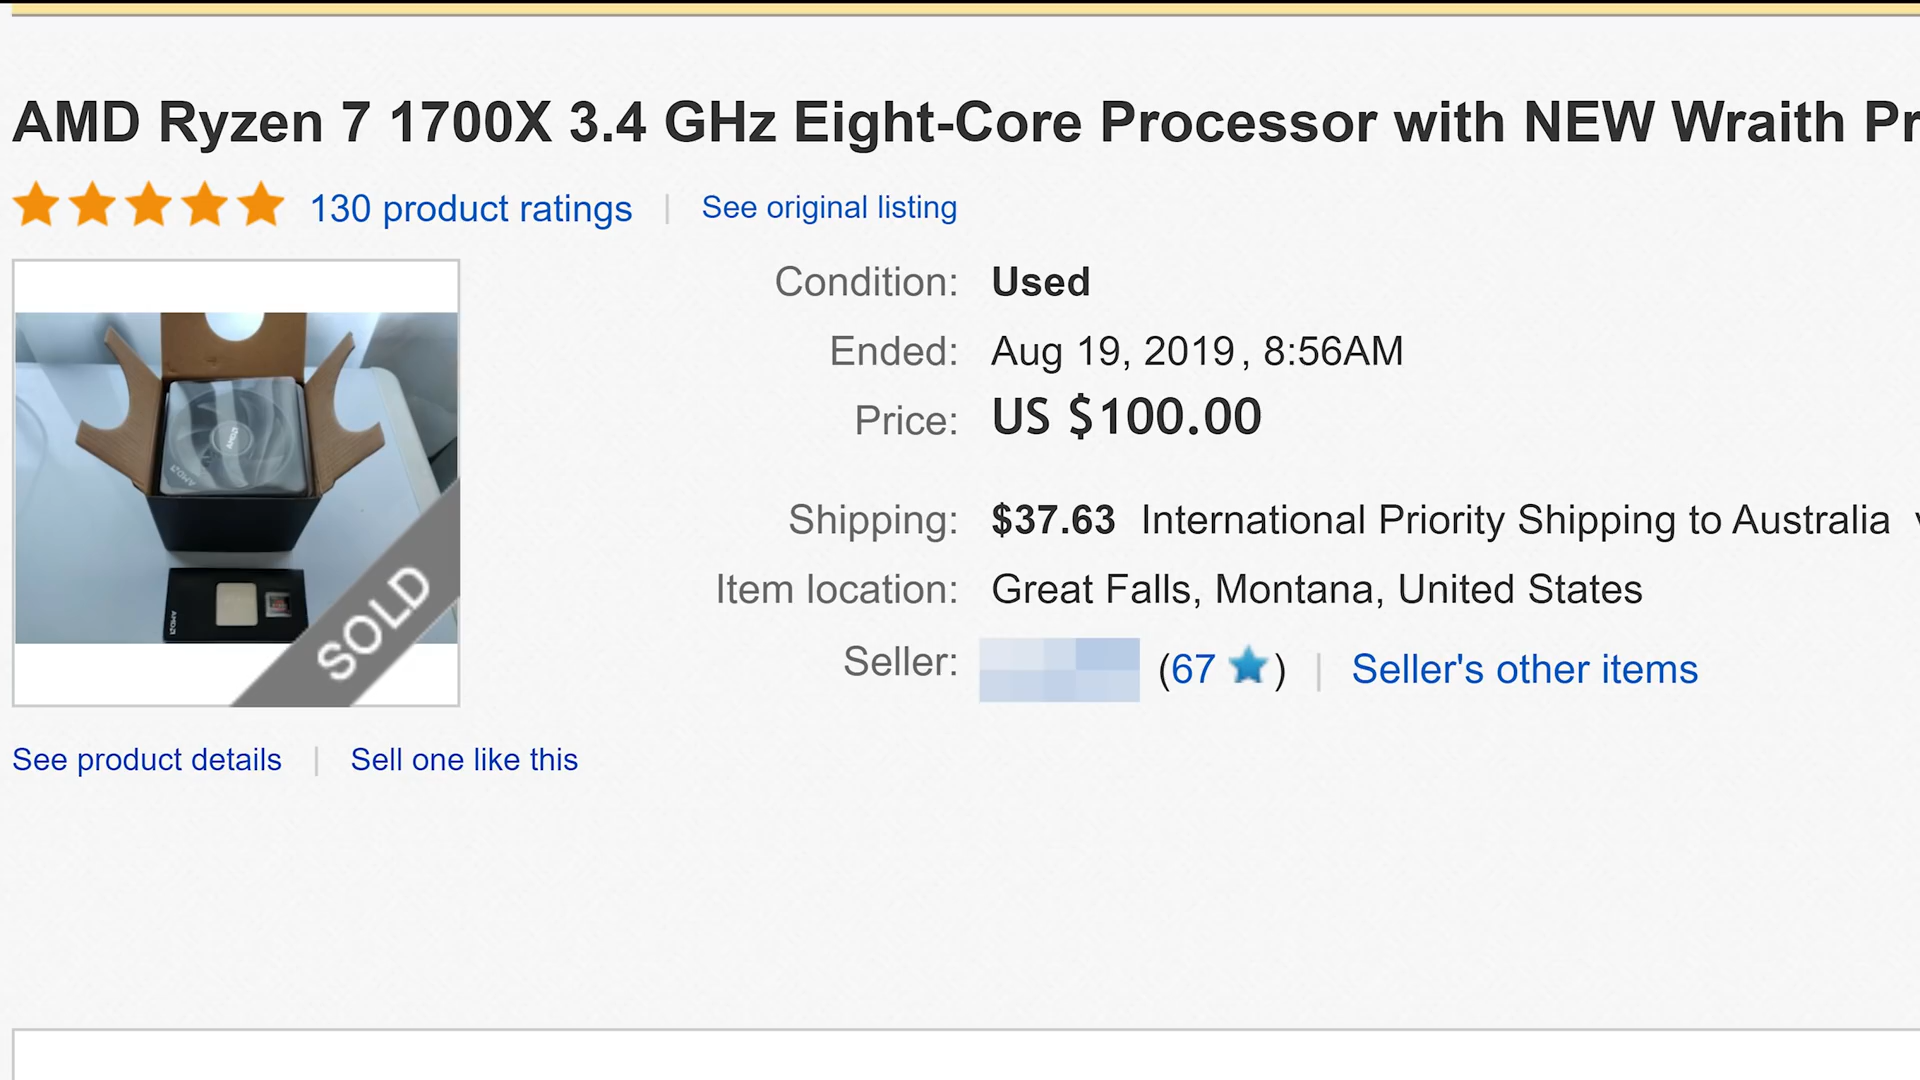 AMD Ryzen 7 1700X 3.4 GHz Eight-Core Processor with NEW Wraith Pr
130 product ratings | See original listing
Condition: Used
Ended: Aug 19, 2019, 8:56AM
Price: US $100.00
Shipping: $37.63 International Priority Shipping to Australia
Item location: Great Falls, Montana, United States
Seller: (67) | Seller's other items
AMD
AMD
AMD
SOLD
See product details | Sell one like this